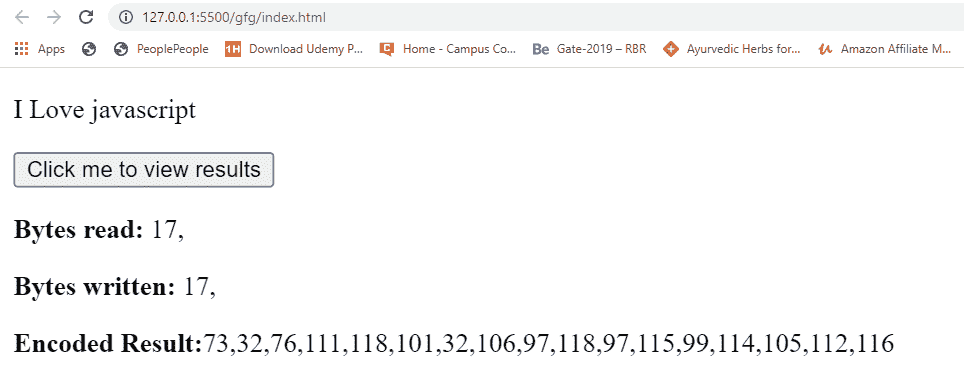 127.0.0.1:5500/gfg/index.html
Apps PeoplePeople 1H Download Udemy P... C Home - Campus Co... Be Gate-2019 – RBR Ayurvedic Herbs for... Amazon Affiliate M...
I Love javascript
Click me to view results
Bytes read: 17,
Bytes written: 17,
Encoded Result:73,32,76,111,118,101,32,106,97,118,97,115,99,114,105,112,116